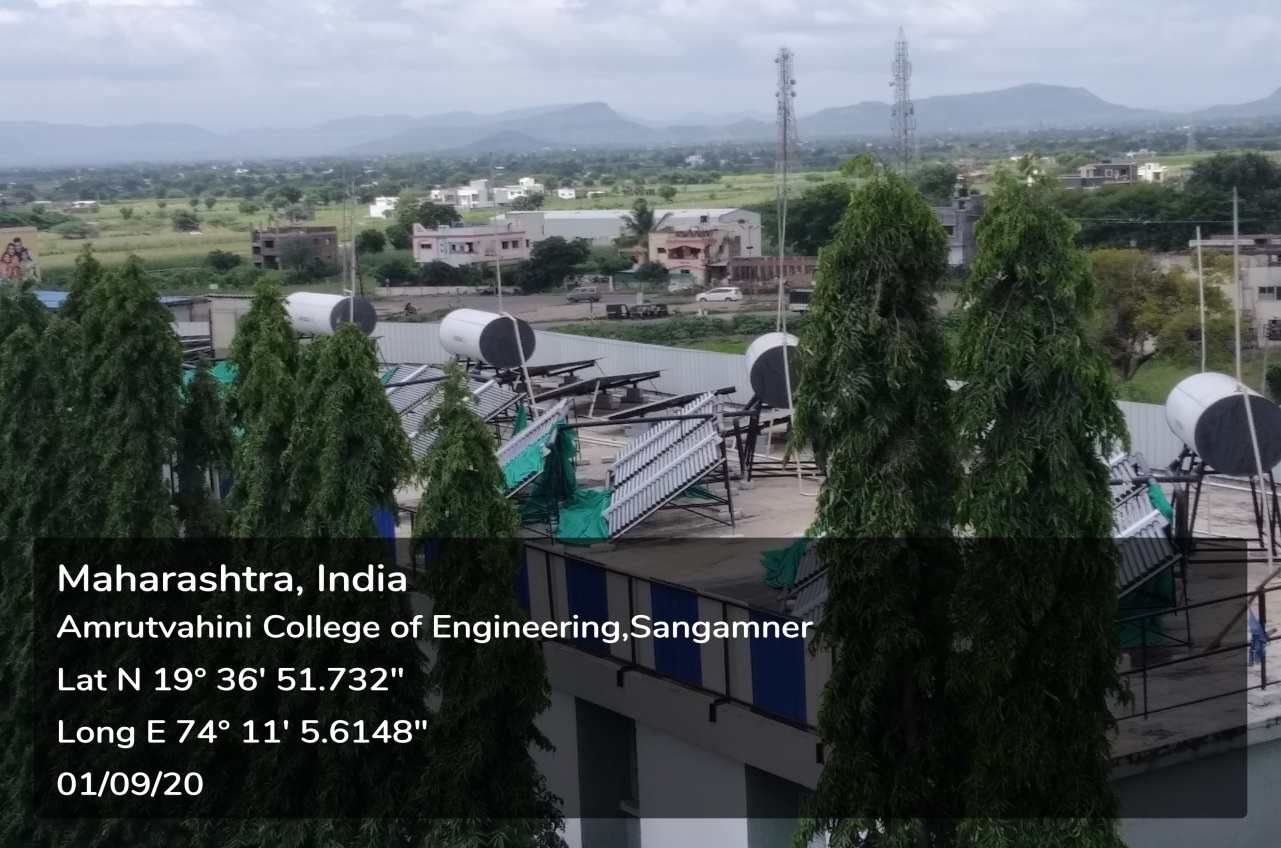 Maharashtra, India
Amrutvahini College of Engineering,Sangamner
Lat N 19° 36' 51.732"
Long E 74° 11' 5.6148"
01/09/20